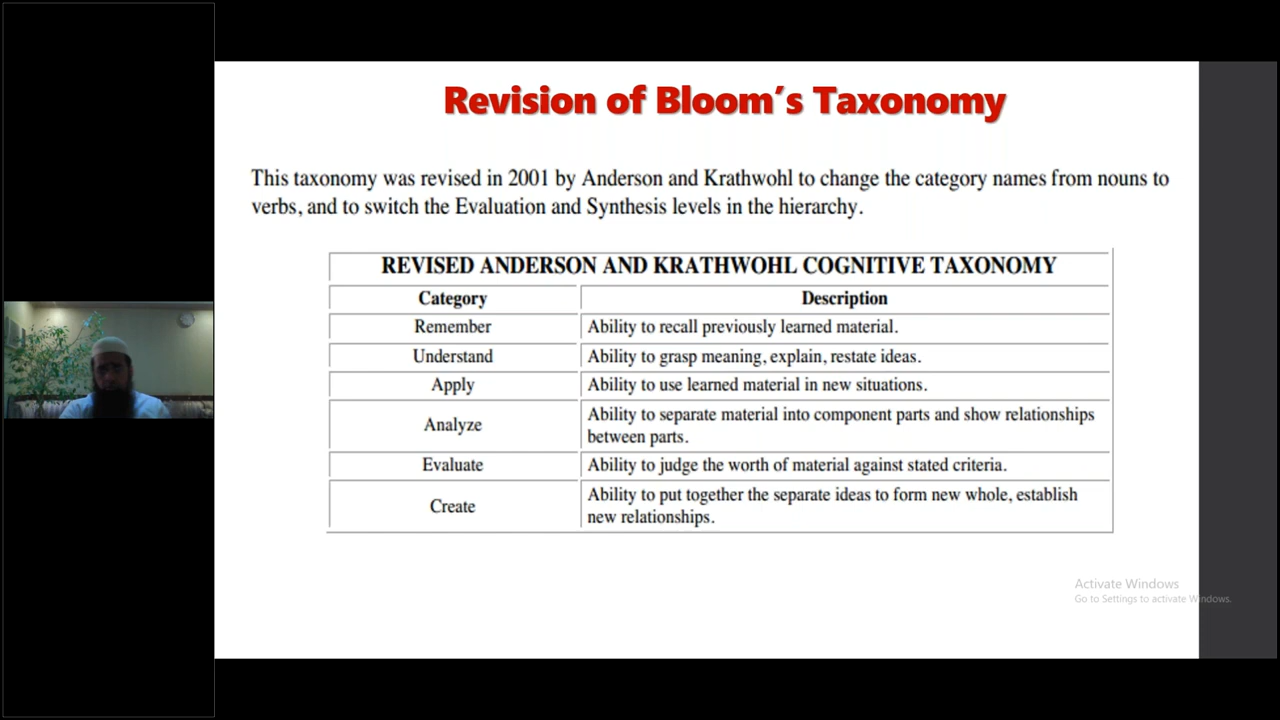 Revision of Bloom's Taxonomy
This taxonomy was revised in 2001 by Anderson and Krathwohl to change the category names from nouns to
verbs, and to switch the Evaluation and Synthesis levels in the hierarchy.
REVISED ANDERSON AND KRATHWOHL COGNITIVE TAXONOMY
Category Description
Remember Ability to recall previously learned material.
Understand Ability to grasp meaning, explain, restate ideas.
Apply Ability to use learned material in new situations.
Analyze Ability to separate material into component parts and show relationships
between parts.
Evaluate Ability to judge the worth of material against stated criteria.
Create Ability to put together the separate ideas to form new whole, establish
new relationships.
Activate Windows
Go to Settings to activate Windows.